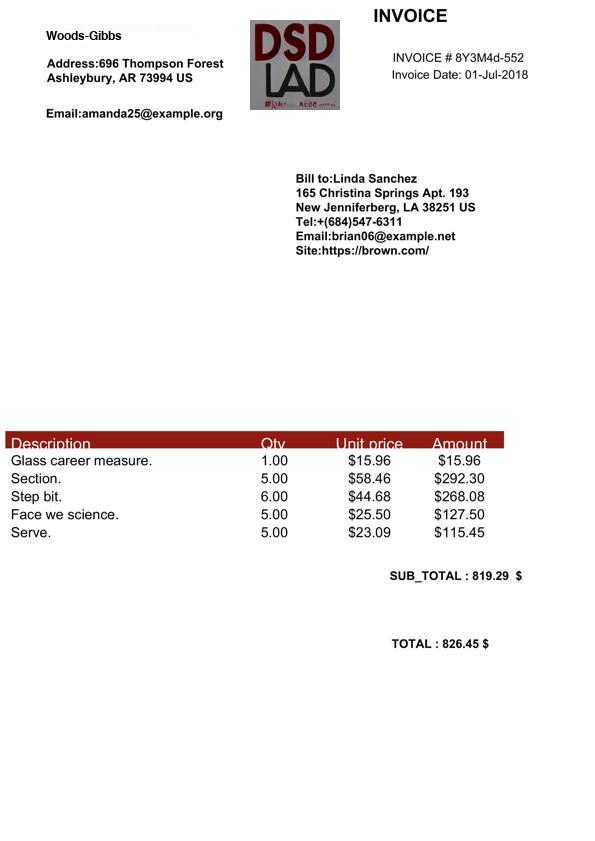 INVOICE
Woods-Gibbs
Address:696 Thompson Forest
Ashleybury, AR 73994 US
Email:amanda25@example.org
DSD
LAD
INVOICE # 8Y3M4d-552
Invoice Date: 01-Jul-2018
Bill to:Linda Sanchez
165 Christina Springs Apt. 193
New Jenniferberg, LA 38251 US
Tel:+(684)547-6311
Email:brian06@example.net
Site:https://brown.com/
Description Qty Unit price Amount
Glass career measure. 1.00 $15.96 $15.96
Section. 5.00 $58.46 $292.30
Step bit. 6.00 $44.68 $268.08
Face we science. 5.00 $25.50 $127.50
Serve. 5.00 $23.09 $115.45
SUB_TOTAL : 819.29 $
TOTAL : 826.45 $